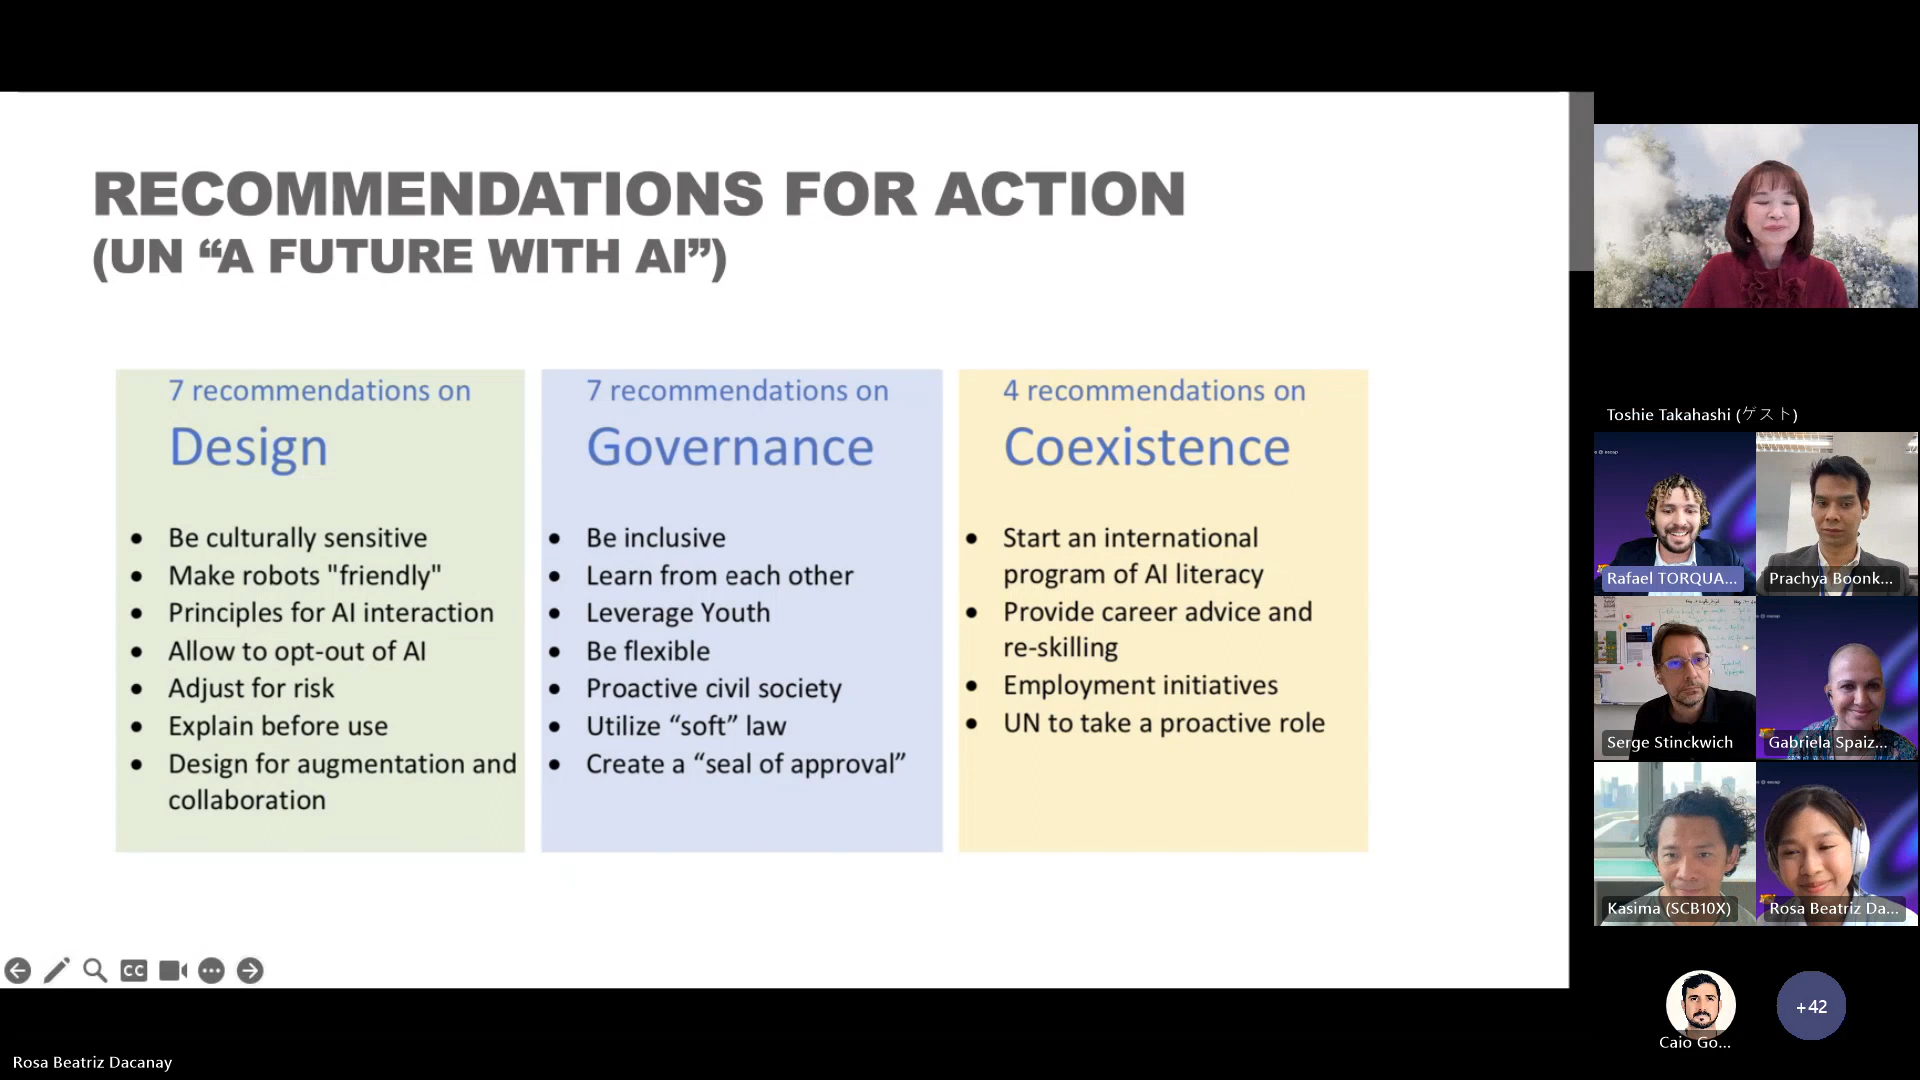 RECOMMENDATIONS FOR ACTION
(UN “A FUTURE WITH AI”)
7 recommendations on
Design
• Be culturally sensitive
• Make robots "friendly"
• Principles for AI interaction
• Allow to opt-out of AI
• Adjust for risk
• Explain before use
• Design for augmentation and
collaboration
7 recommendations on
Governance
• Be inclusive
• Learn from each other
• Leverage Youth
• Be flexible
• Proactive civil society
• Utilize “soft” law
• Create a “seal of approval”
4 recommendations on
Coexistence
• Start an international
program of AI literacy
• Provide career advice and
re-skilling
• Employment initiatives
• UN to take a proactive role
CC
Toshie Takahashi (ゲスト)
Rafael TORQUA...
Prachya Boonk...
Serge Stinckwich
Gabriela Spaiz...
Kasima (SCB10X)
Rosa Beatriz Da...
Caio Go...
+42
Rosa Beatriz Dacanay